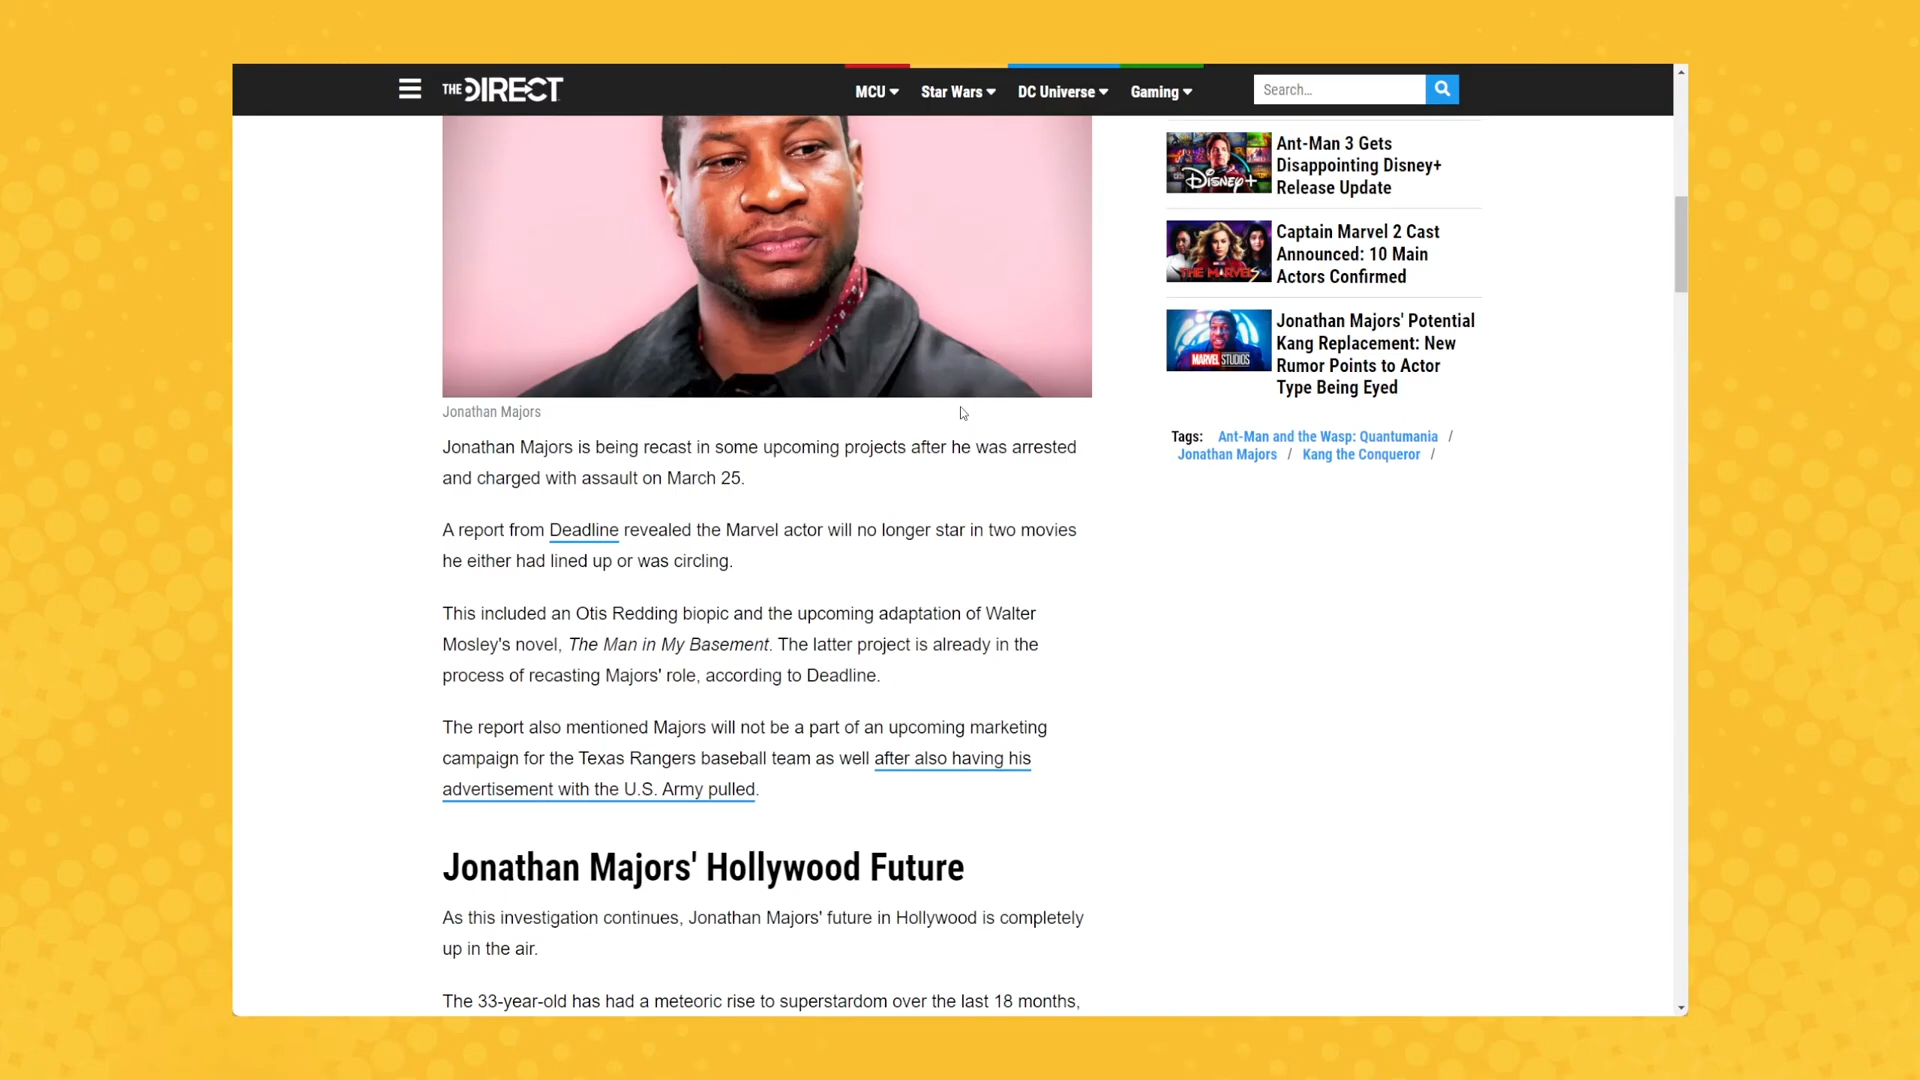 THE DIRECT
MCU
Star Wars
DC Universe
Gaming
Search...
Jonathan Majors
Jonathan Majors is being recast in some upcoming projects after he was arrested
and charged with assault on March 25.
A report from Deadline revealed the Marvel actor will no longer star in two movies
he either had lined up or was circling.
This included an Otis Redding biopic and the upcoming adaptation of Walter
Mosley's novel, The Man in My Basement. The latter project is already in the
process of recasting Majors' role, according to Deadline.
The report also mentioned Majors will not be a part of an upcoming marketing
campaign for the Texas Rangers baseball team as well after also having his
advertisement with the U.S. Army pulled.
Jonathan Majors' Hollywood Future
As this investigation continues, Jonathan Majors' future in Hollywood is completely
up in the air.
The 33-year-old has had a meteoric rise to superstardom over the last 18 months,
Disney+
Ant-Man 3 Gets
Disappointing Disney+
Release Update
THE MARVELS
Captain Marvel 2 Cast
Announced: 10 Main
Actors Confirmed
MARVEL STUDIOS
Jonathan Majors' Potential
Kang Replacement: New
Rumor Points to Actor
Type Being Eyed
Tags: Ant-Man and the Wasp: Quantumania /
Jonathan Majors / Kang the Conqueror /